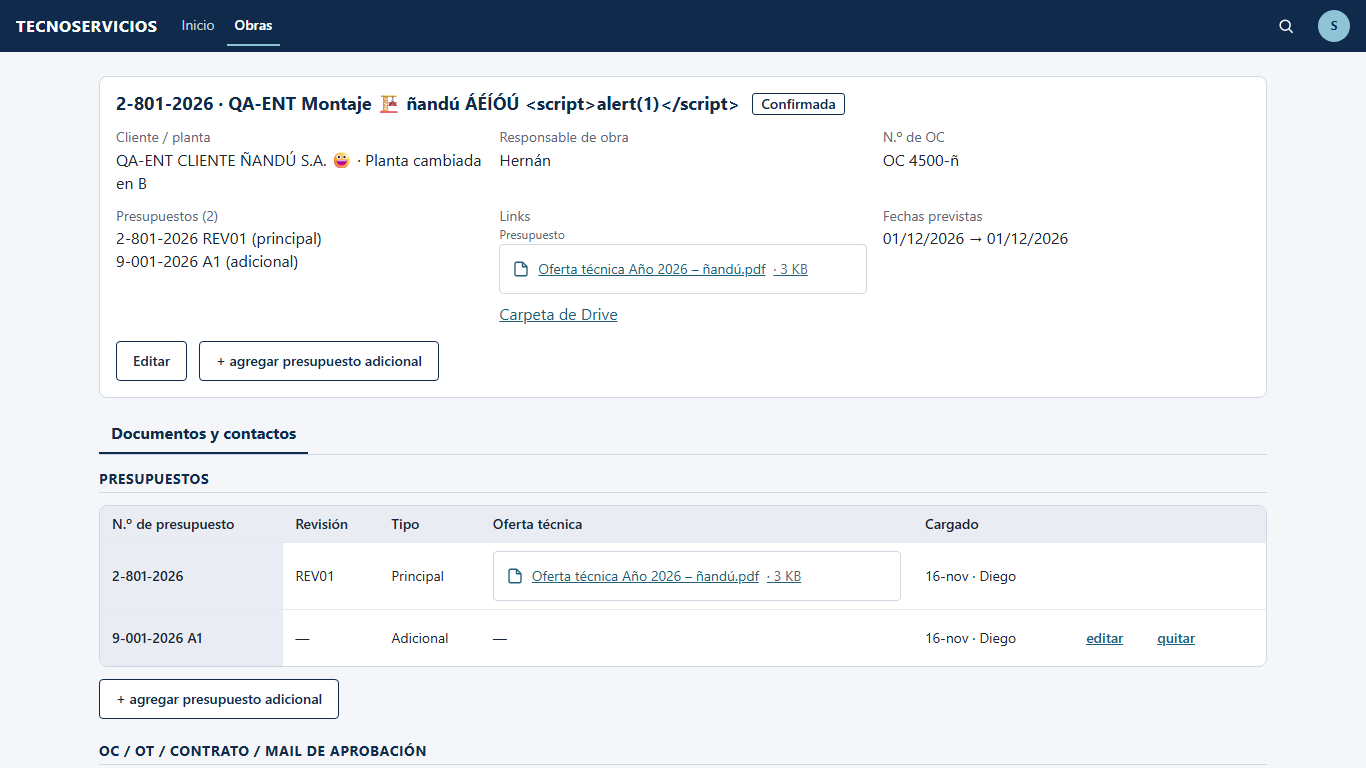 TECNOSERVICIOS Inicio Obras S
2-801-2026 · QA-ENT Montaje 🏗️ ñandú ÁÉÍÓÚ <script>alert(1)</script> Confirmada
Cliente / planta
QA-ENT CLIENTE ÑANDÚ S.A. 😀 · Planta cambiada
en B
Responsable de obra
Hernán
N.º de OC
OC 4500-ñ
Presupuestos (2)
2-801-2026 REV01 (principal)
9-001-2026 A1 (adicional)
Links
Presupuesto
Oferta técnica Año 2026 – ñandú.pdf · 3 KB
Carpeta de Drive
Fechas previstas
01/12/2026 → 01/12/2026
Editar + agregar presupuesto adicional
Documentos y contactos
PRESUPUESTOS
N.º de presupuesto Revisión Tipo Oferta técnica Cargado
2-801-2026 REV01 Principal Oferta técnica Año 2026 – ñandú.pdf · 3 KB 16-nov · Diego
9-001-2026 A1 — Adicional — 16-nov · Diego editar quitar
+ agregar presupuesto adicional
OC / OT / CONTRATO / MAIL DE APROBACIÓN